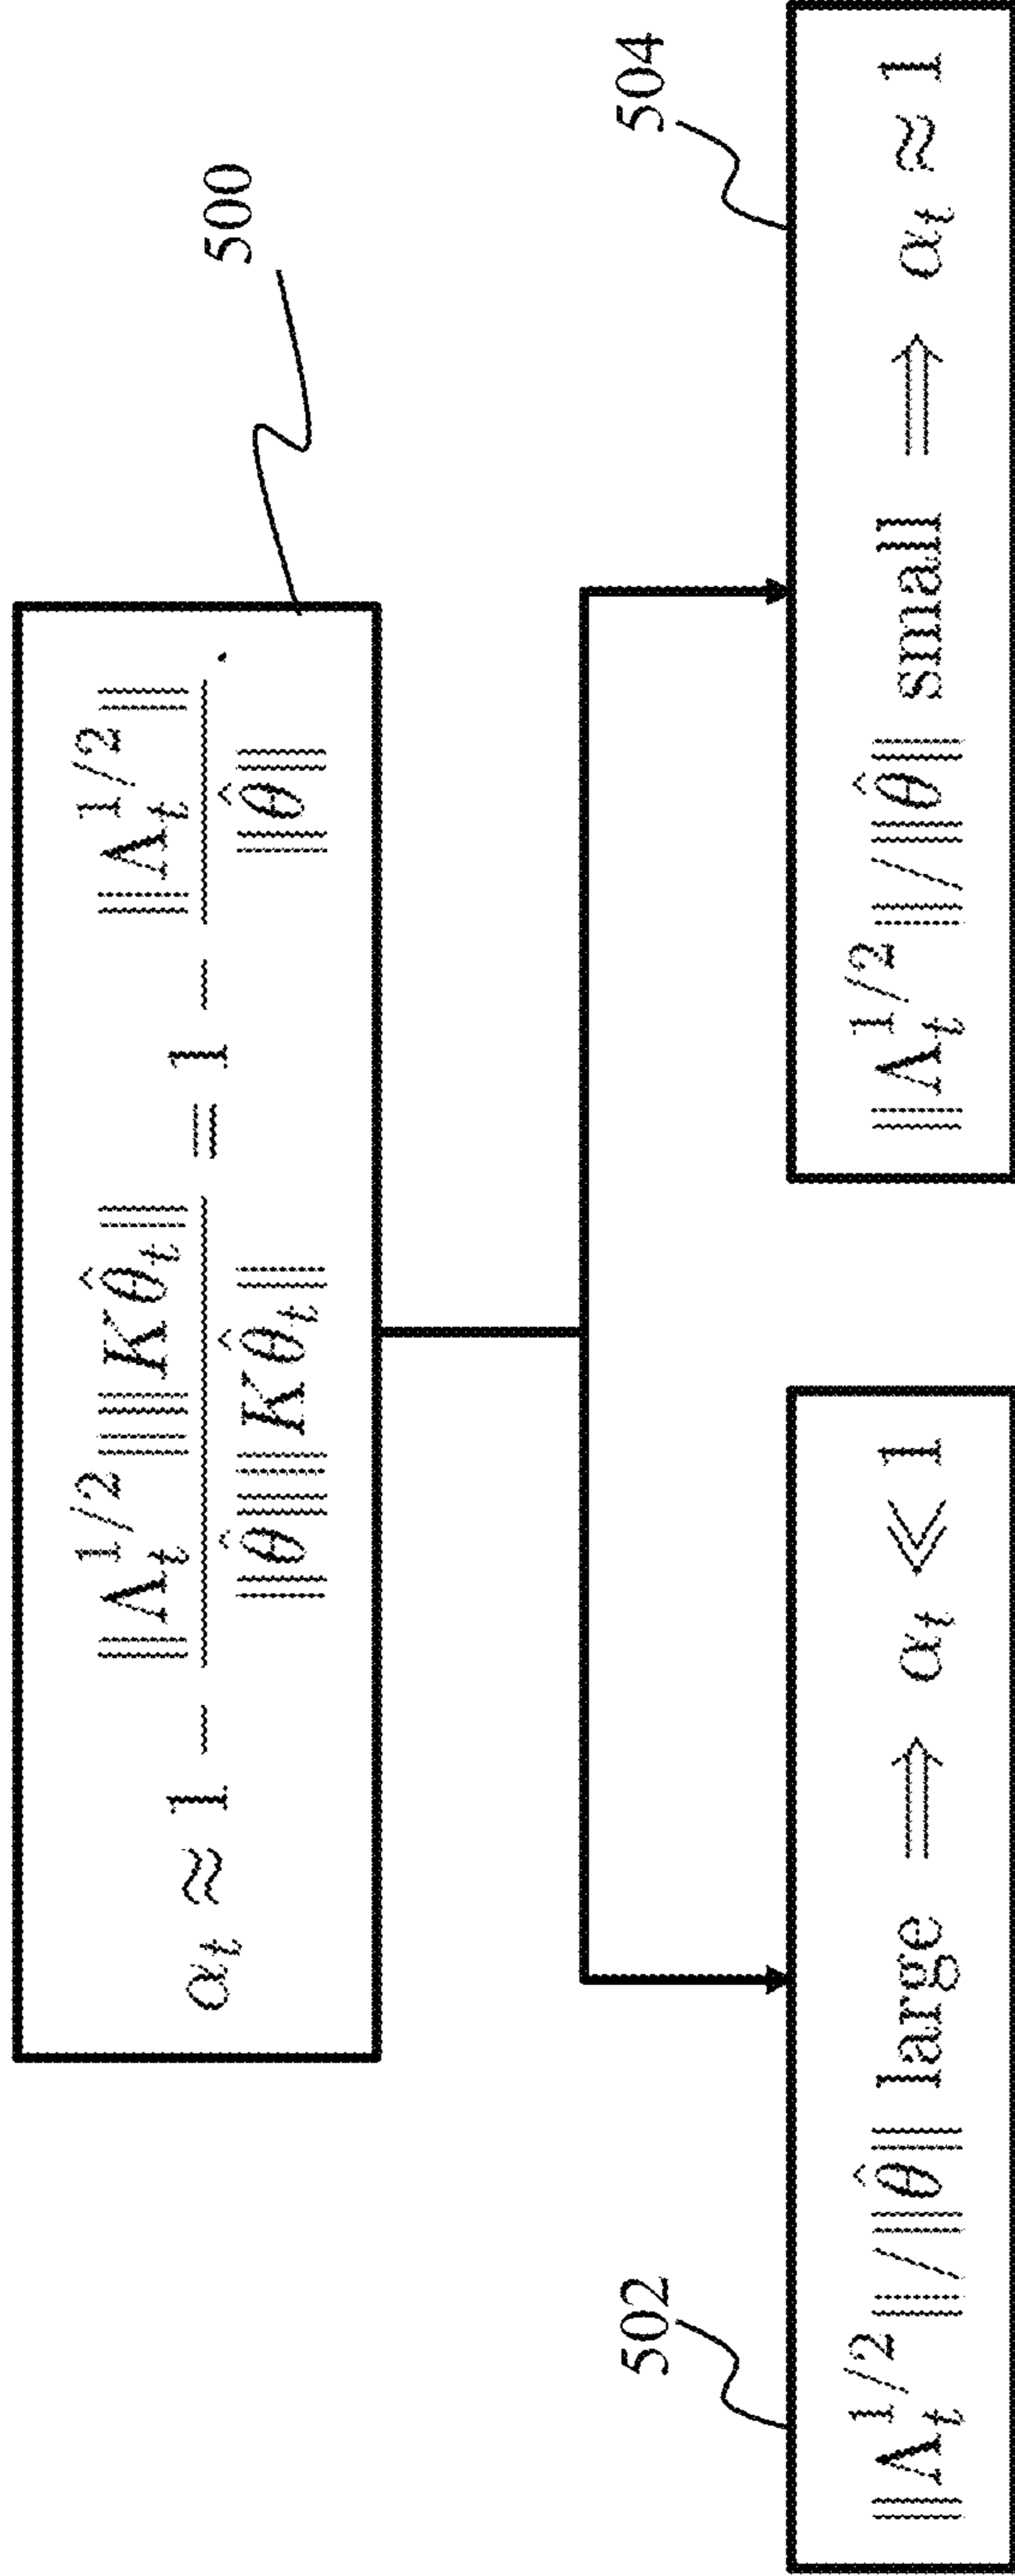 500
α_t ≈ 1 − ‖Λ_t^{1/2}‖‖Kθ̂_t‖ / ‖θ̂‖‖Kθ̂_t‖ = 1 − ‖Λ_t^{1/2}‖ / ‖θ̂‖ .
502
‖Λ_t^{1/2}‖/‖θ̂‖ large ⟹ α_t ≪ 1
504
‖Λ_t^{1/2}‖/‖θ̂‖ small ⟹ α_t ≈ 1